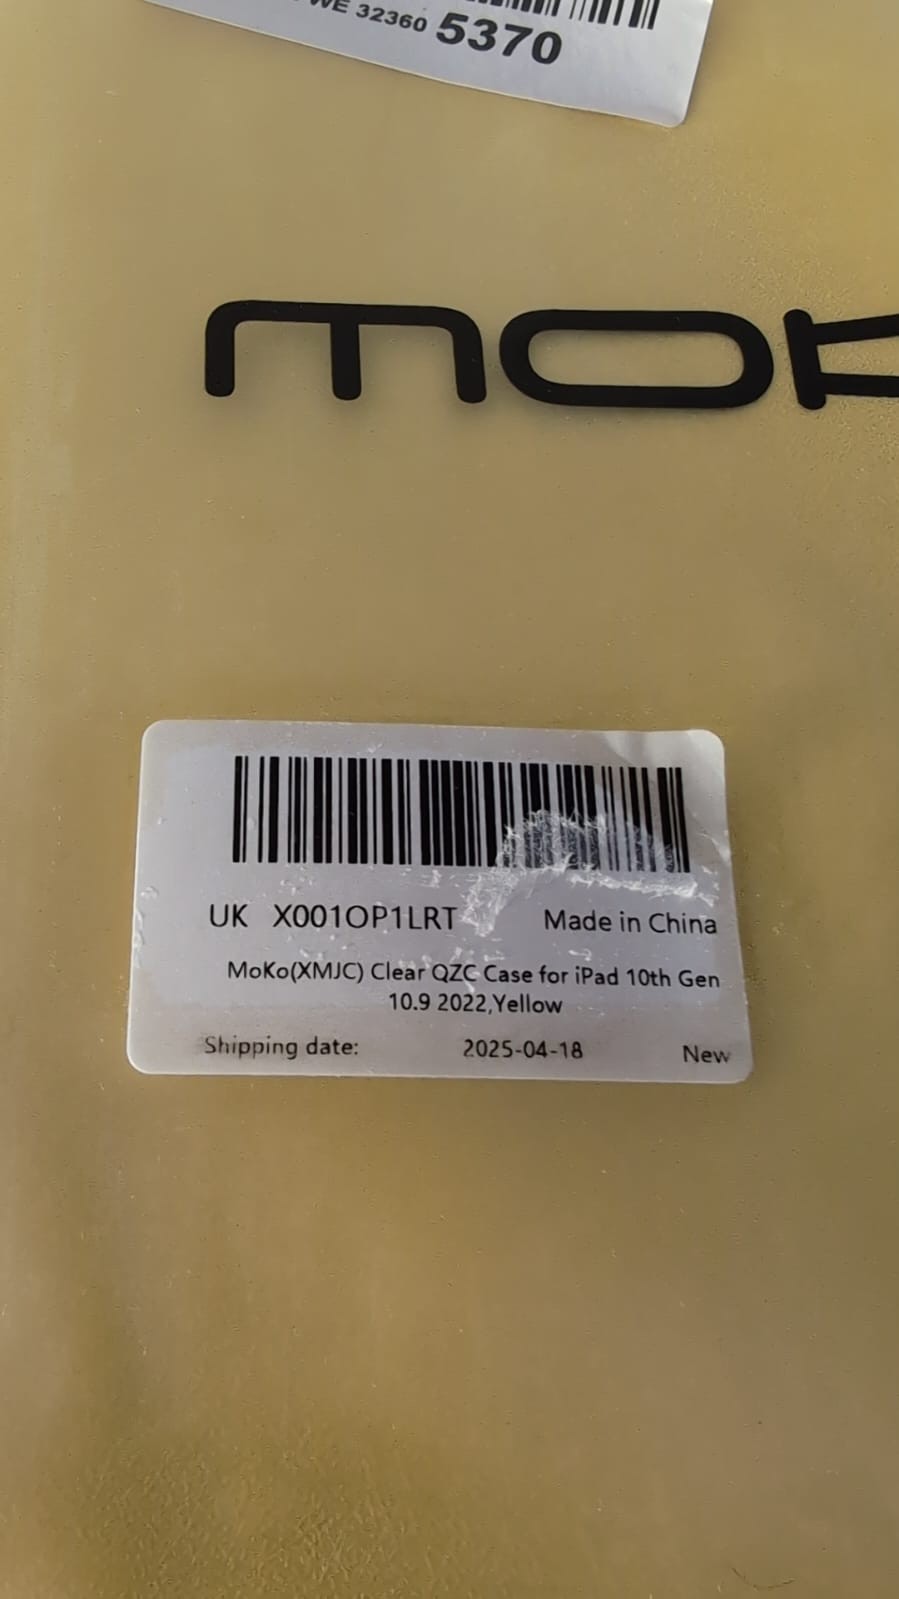 32360 5370
MOK
UK X001OP1LRT Made in China
MoKo(XMJC) Clear QZC Case for iPad 10th Gen
10.9 2022,Yellow
Shipping date: 2025-04-18 New